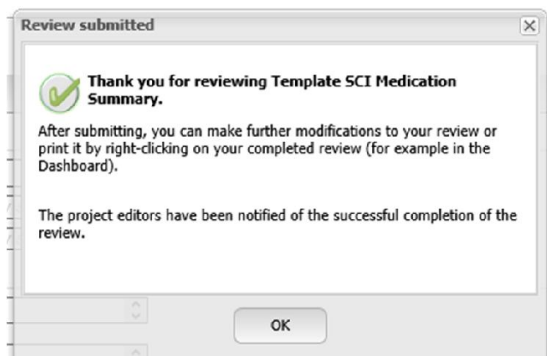 Review submitted
Thank you for reviewing Template SCI Medication
Summary.
After submitting, you can make further modifications to your review or
print it by right-clicking on your completed review (for example in the
Dashboard).
The project editors have been notified of the successful completion of the
review.
OK